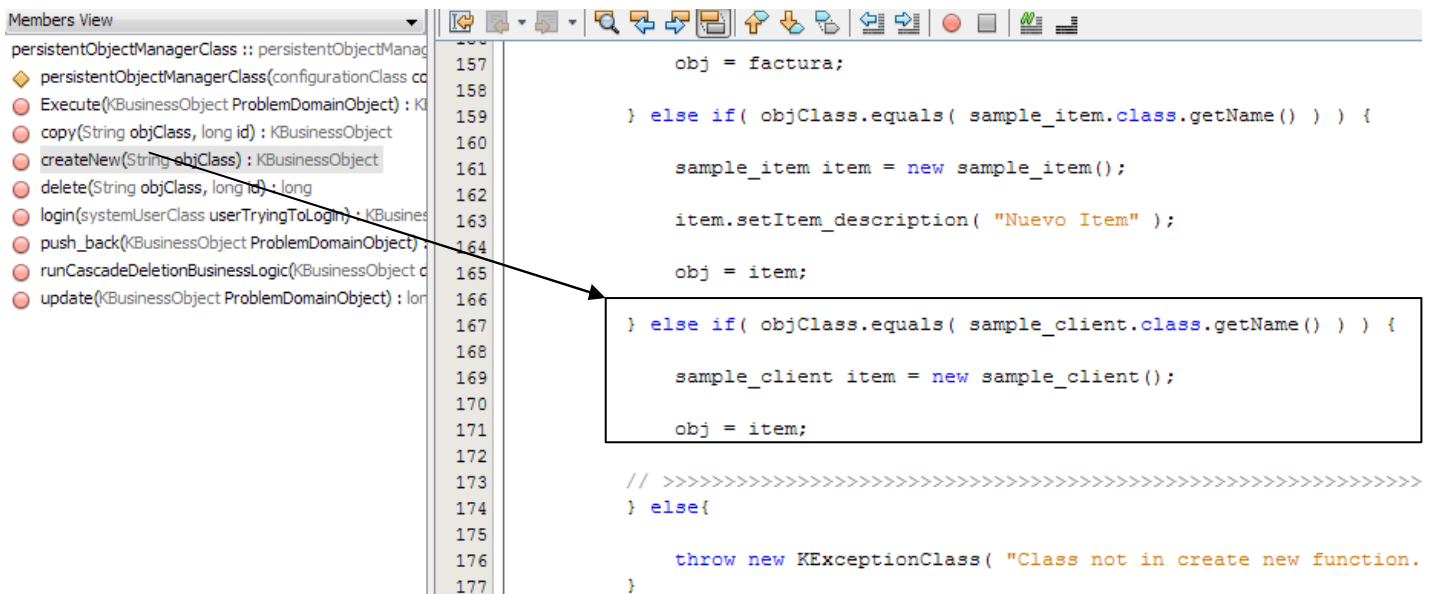 Members View
persistentObjectManagerClass :: persistentObjectManag
persistentObjectManagerClass(configurationClass co
Execute(KBusinessObject ProblemDomainObject) : KI
copy(String objClass, long id) : KBusinessObject
createNew(String objClass) : KBusinessObject
delete(String objClass, long id) : long
login(systemUserClass userTryingToLogin) : KBusines
push_back(KBusinessObject ProblemDomainObject) :
runCascadeDeletionBusinessLogic(KBusinessObject d
update(KBusinessObject ProblemDomainObject) : lon
157 obj = factura;
158
159 } else if( objClass.equals( sample_item.class.getName() ) ) {
160
161 sample_item item = new sample_item();
162
163 item.setItem_description( "Nuevo Item" );
164
165 obj = item;
166
167 } else if( objClass.equals( sample_client.class.getName() ) ) {
168
169 sample_client item = new sample_client();
170
171 obj = item;
172
173 // >>>>>>>>>>>>>>>>>>>>>>>>>>>>>>>>>>>>>>>>>>>>>>>>>>>>>>>>>>>>>>
174 } else{
175
176 throw new KExceptionClass( "Class not in create new function.
177 }